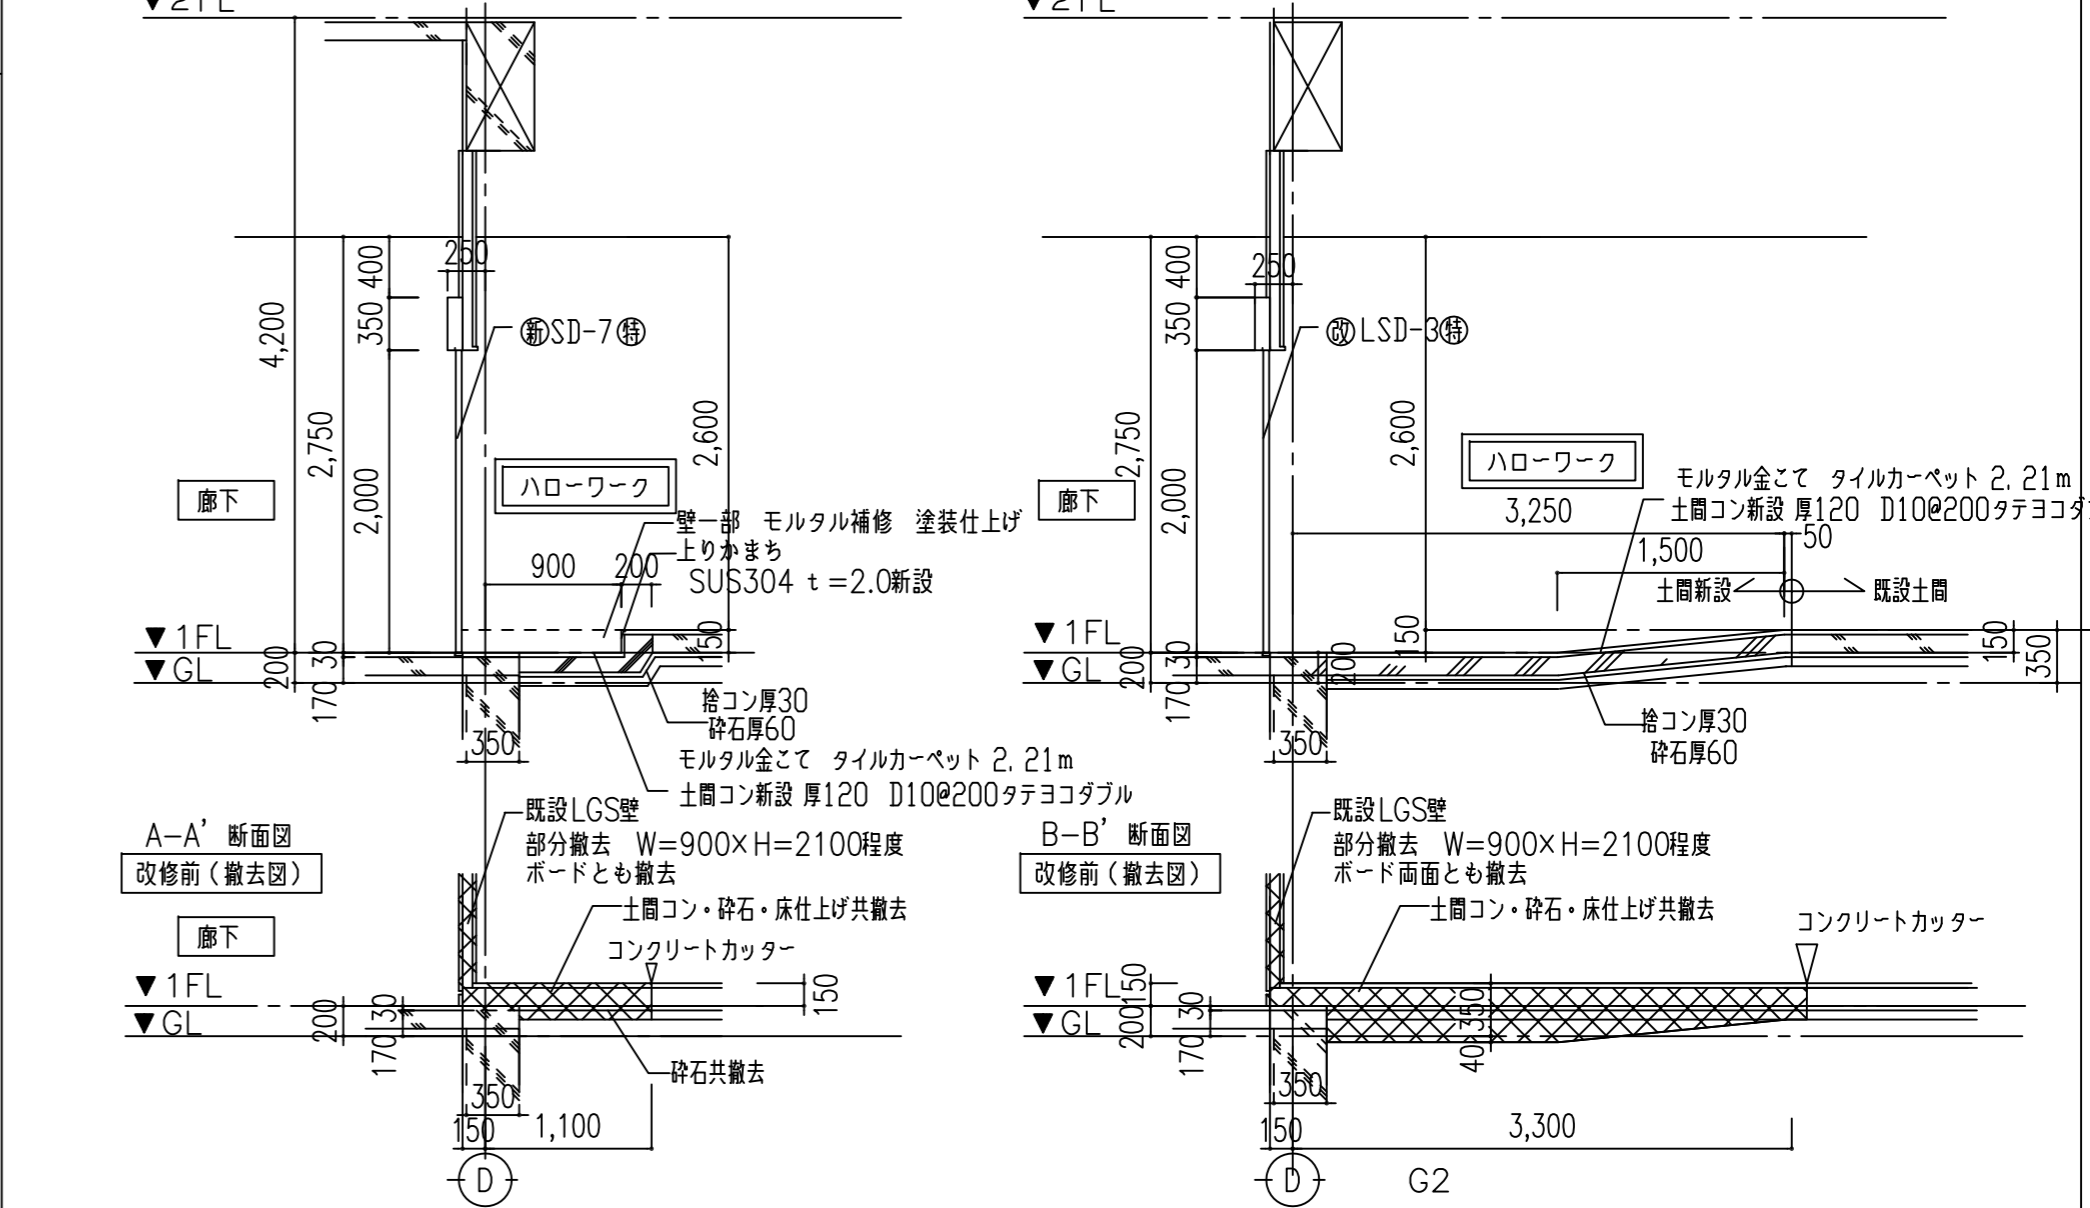 ▼2FL
250
400
350
4,200
2,750
2,000
2,600
㊟SD-7㊕
廊下
ハローワーク
壁一部 モルタル補修 塗装仕上げ
上りかまち
SUS304 t=2.0新設
900
200
▼1FL
▼GL
200
30
170
150
捨コン厚30
砕石厚60
350
モルタル金こて タイルカーペット 2.21m
土間コン新設 厚120 D10@200タテヨコダブル
A-A' 断面図
改修前(撤去図)
既設LGS壁
部分撤去 W=900×H=2100程度
ボードとも撤去
廊下
土間コン・砕石・床仕上げ共撤去
コンクリートカッター
▼1FL
▼GL
200
30
170
150
砕石共撤去
350
150
1,100
D
▼2FL
250
400
350
2,750
2,000
2,600
改LSD-3㊕
廊下
ハローワーク
モルタル金こて タイルカーペット 2.21m
土間コン新設 厚120 D10@200タテヨコダ
3,250
50
1,500
土間新設
既設土間
▼1FL
▼GL
200
30
170
200
150
150
350
捨コン厚30
砕石厚60
350
B-B' 断面図
改修前(撤去図)
既設LGS壁
部分撤去 W=900×H=2100程度
ボード両面とも撤去
土間コン・砕石・床仕上げ共撤去
コンクリートカッター
▼1FL
▼GL
150
200
30
170
350
40
350
150
3,300
D
G2